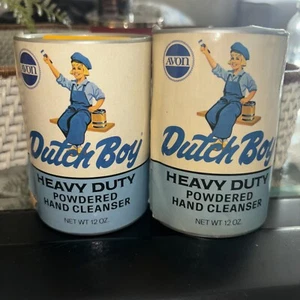 AVON
Dutch Boy
HEAVY DUTY
POWDERED
HAND CLEANSER
NET WT 12 OZ.
AVON
Dutch Boy
HEAVY DUTY
POWDERED
HAND CLEANSER
NET WT 12 OZ.